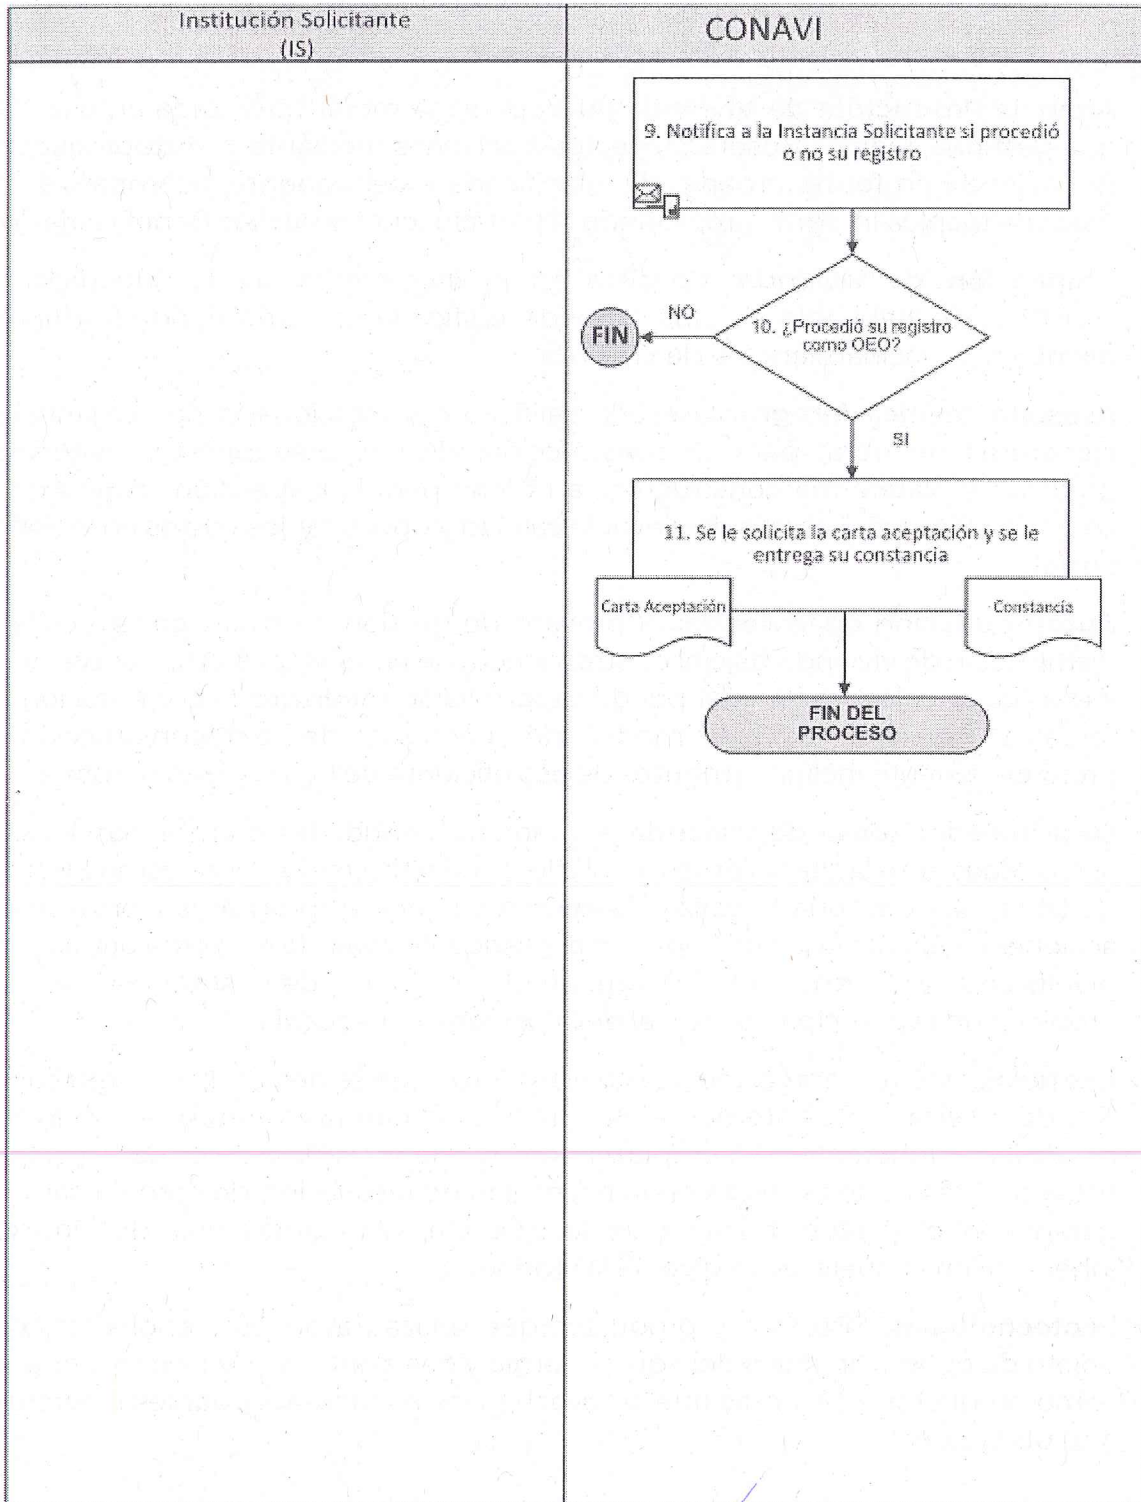 Institución Solicitante
(IS)
CONAVI
9. Notifica a la Instancia Solicitante si procedió
o no su registro
10. ¿Procedió su registro
como OEO?
NO
FIN
SI
11. Se le solicita la carta aceptación y se le
entrega su constancia
Carta Aceptación
Constancia
FIN DEL
PROCESO